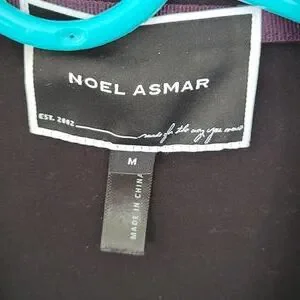 NOEL ASMAR
EST. 2002
made for the way you move
M
MADE IN CHINA